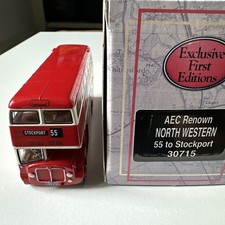 Exclusive
First
Editions
STOCKPORT 55
AEC Renown
NORTH WESTERN
55 to Stockport
30715